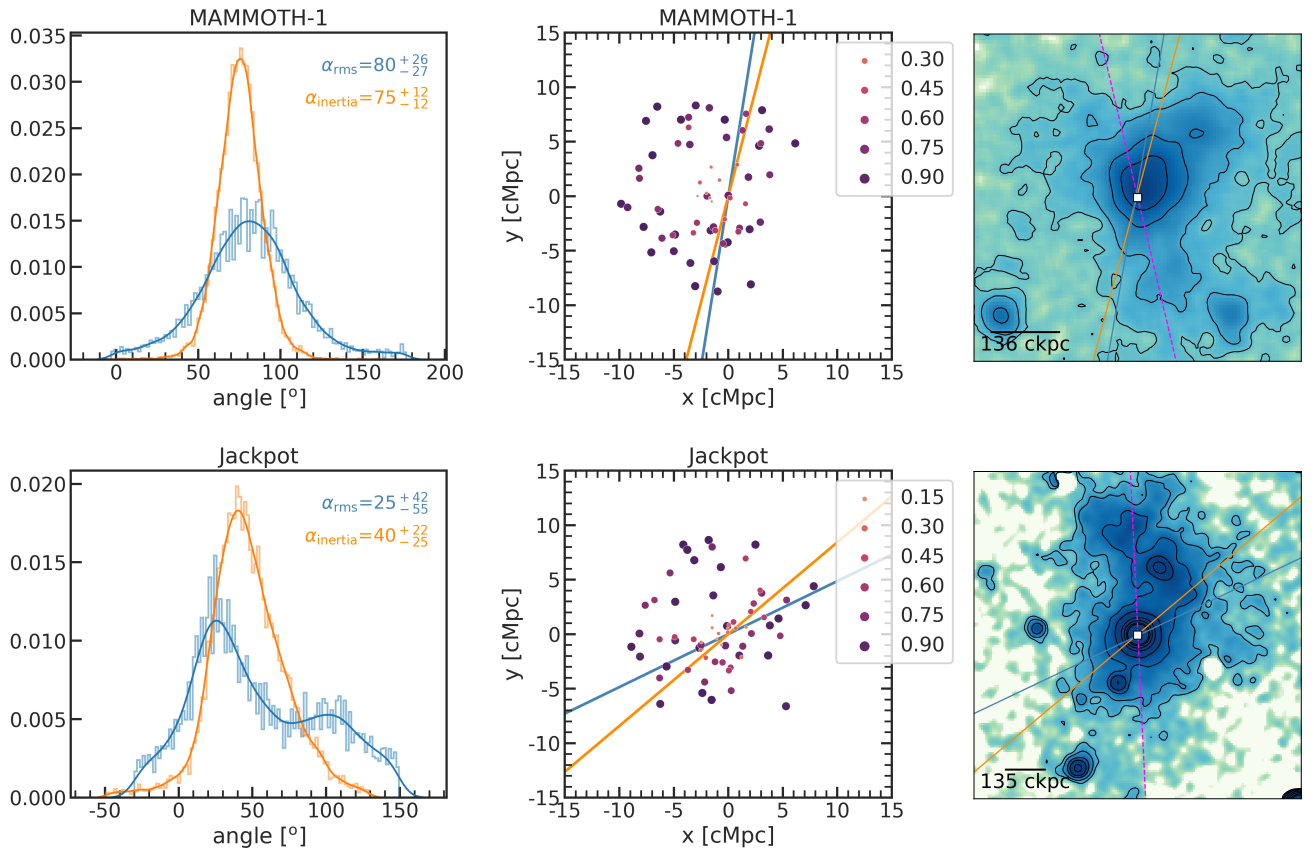 MAMMOTH-1
0.035
0.030
0.025
0.020
0.015
0.010
0.005
0.000
α_rms=80 +26 −27
α_inertia=75 +12 −12
0 50 100 150 200
angle [°]
MAMMOTH-1
15
10
5
0
-5
-10
-15
y [cMpc]
0.30
0.45
0.60
0.75
0.90
-15 -10 -5 0 5 10 15
x [cMpc]
136 ckpc
Jackpot
0.020
0.015
0.010
0.005
0.000
α_rms=25 +42 −55
α_inertia=40 +22 −25
-50 0 50 100 150
angle [°]
Jackpot
15
10
5
0
-5
-10
-15
y [cMpc]
0.15
0.30
0.45
0.60
0.75
0.90
-15 -10 -5 0 5 10 15
x [cMpc]
135 ckpc